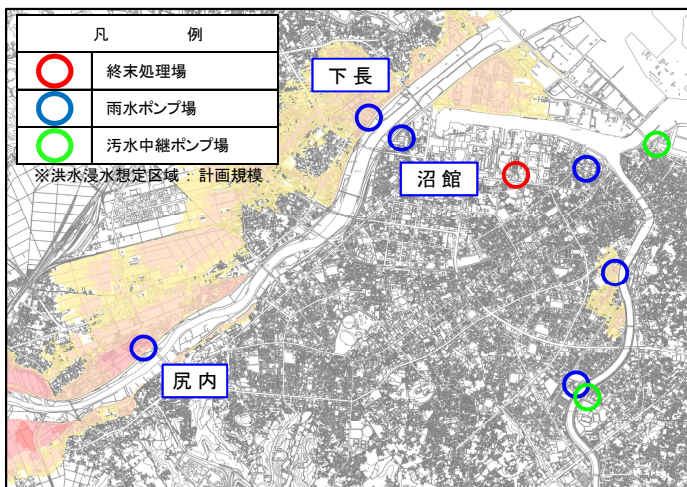 凡 例
終末処理場
雨水ポンプ場
汚水中継ポンプ場
※洪水浸水想定区域 : 計画規模
下長
沼館
尻内